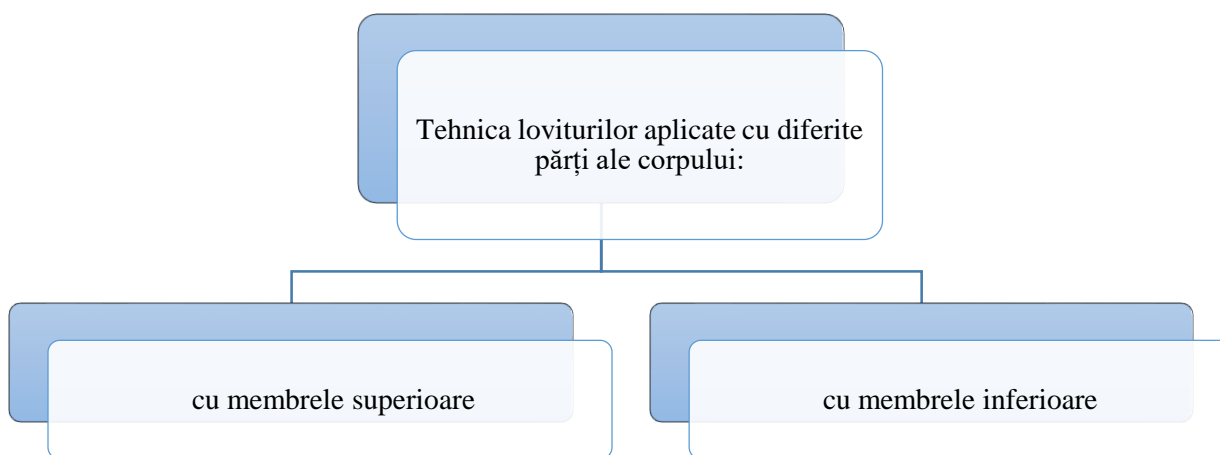 Tehnica loviturilor aplicate cu diferite
părți ale corpului:
cu membrele superioare
cu membrele inferioare